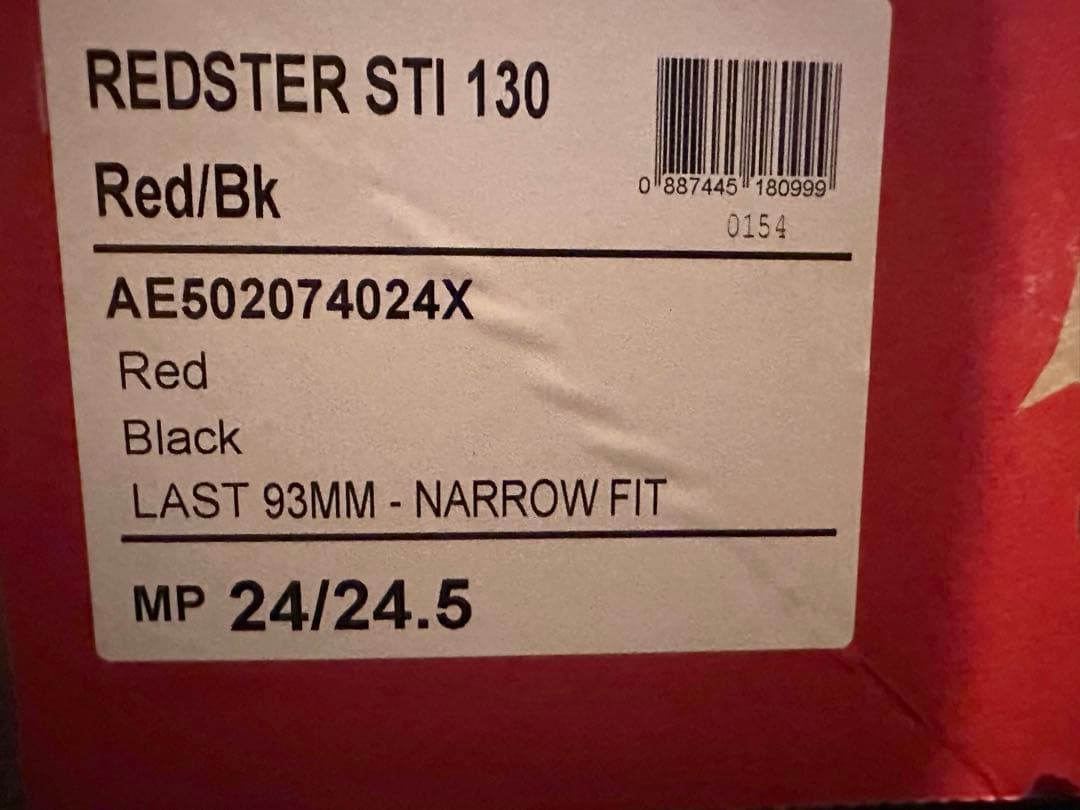 REDSTER STI 130
Red/Bk
0 887445 180999
0154
AE502074024X
Red
Black
LAST 93MM - NARROW FIT
MP 24/24.5